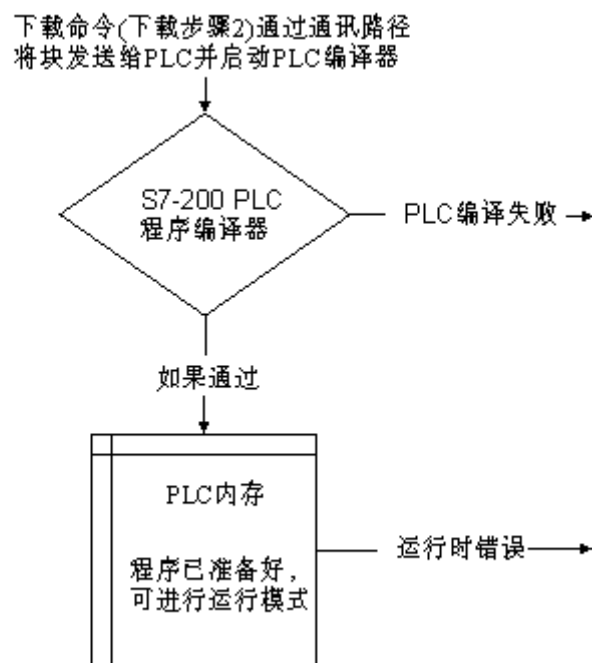 下载命令(下载步骤2)通过通讯路径
将块发送给PLC并启动PLC编译器
S7-200 PLC
程序编译器
PLC编译失败
如果通过
PLC内存
程序已准备好，
可进行运行模式
运行时错误